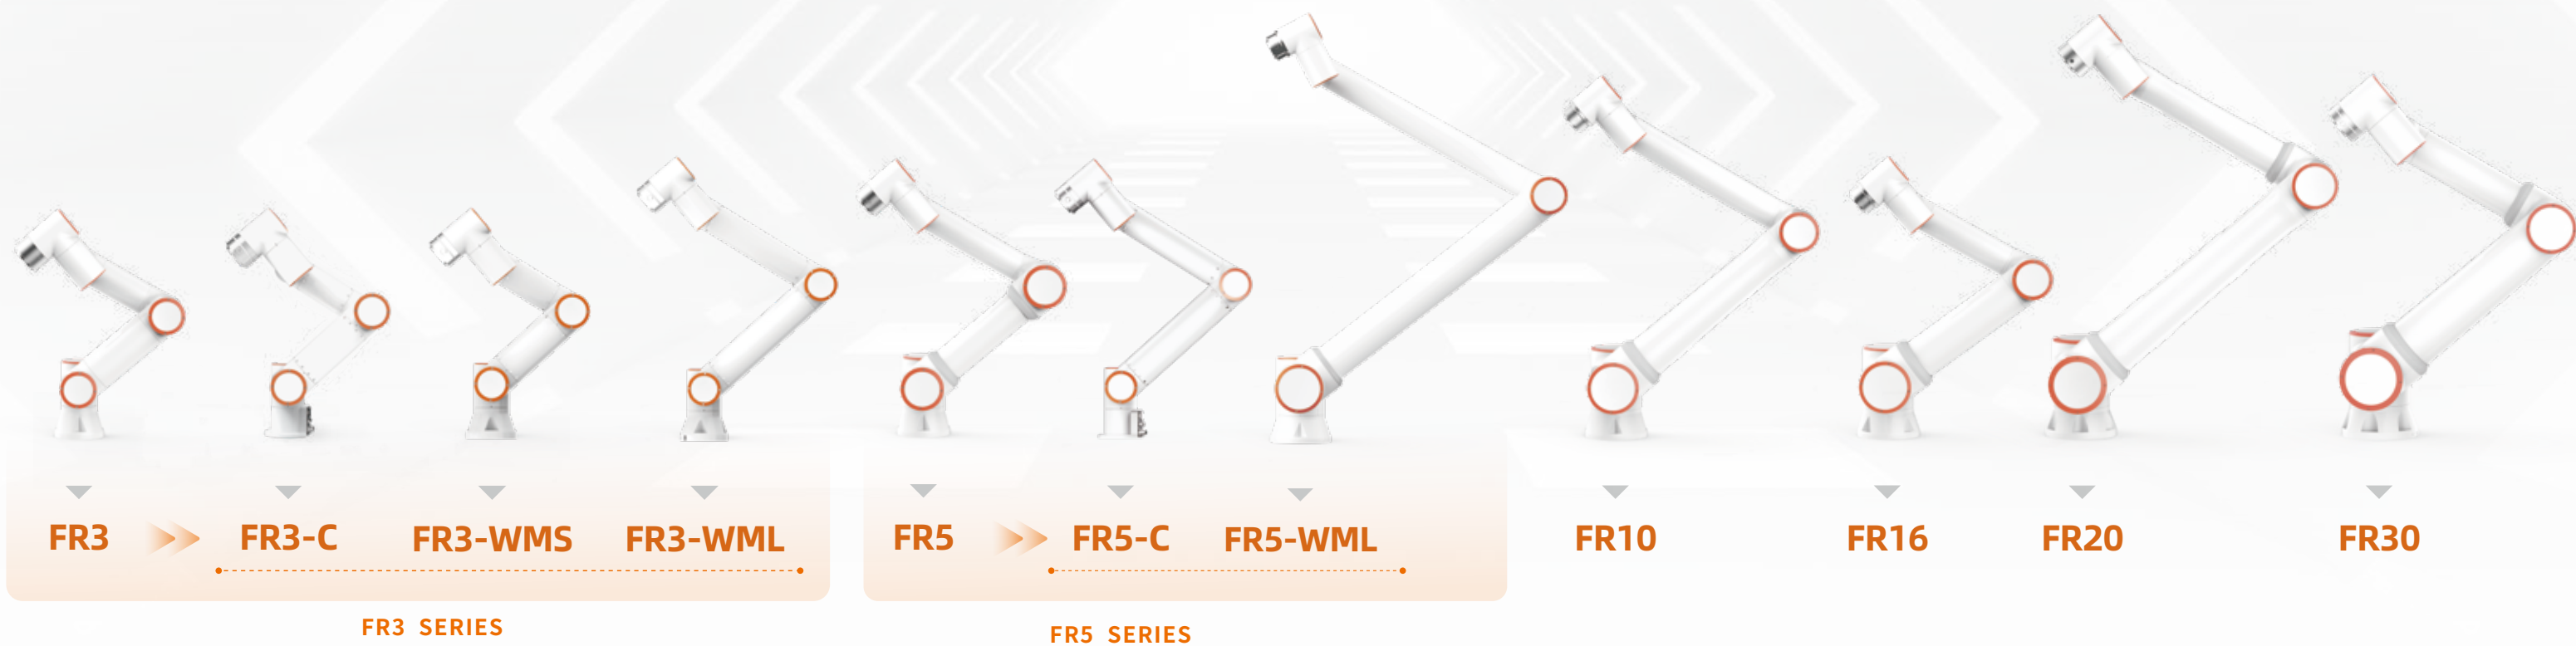 FR3 FR3-C FR3-WMS FR3-WML FR5 FR5-C FR5-WML FR10 FR16 FR20 FR30
FR3 SERIES
FR5 SERIES